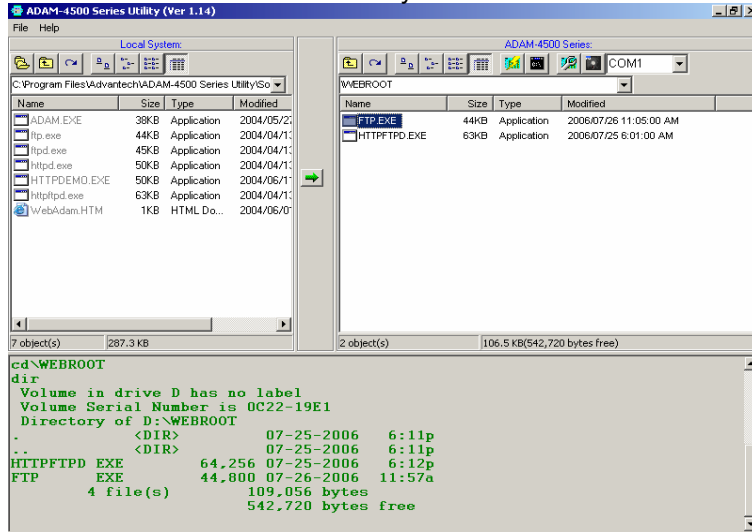 ADAM-4500 Series Utility (Ver 1.14)
File Help
Local System:
ADAM-4500 Series:
COM1
C:\Program Files\Advantech\ADAM-4500 Series Utility\So
\WEBROOT
Name Size Type Modified
ADAM.EXE 38KB Application 2004/05/2
ftp.exe 44KB Application 2004/04/1
ftpd.exe 45KB Application 2004/04/1
httpd.exe 50KB Application 2004/04/1
HTTPDEMO.EXE 50KB Application 2004/06/1
httpftpd.exe 63KB Application 2004/04/1
WebAdam.HTM 1KB HTML Do... 2004/06/0
7 object(s) 287.3 KB
Name Size Type Modified
FTP.EXE 44KB Application 2006/07/26 11:05:00 AM
HTTPFTPD.EXE 63KB Application 2006/07/25 6:01:00 AM
2 object(s) 106.5 KB(542,720 bytes free)
cd\WEBROOT
dir
Volume in drive D has no label
Volume Serial Number is 0C22-19E1
Directory of D:\WEBROOT
. <DIR> 07-25-2006 6:11p
.. <DIR> 07-25-2006 6:11p
HTTPFTPD EXE 64,256 07-25-2006 6:12p
FTP EXE 44,800 07-26-2006 11:57a
4 file(s) 109,056 bytes
542,720 bytes free